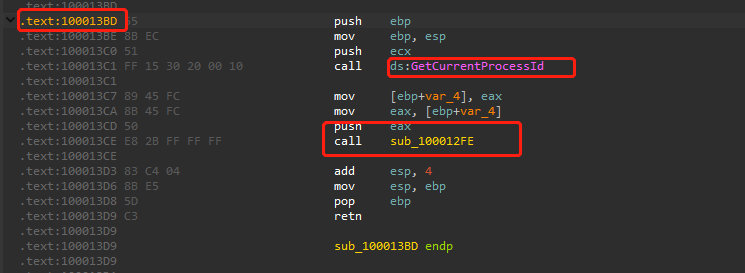 .text:100013BD
.text:100013BD 55 push ebp
.text:100013BE 8B EC mov ebp, esp
.text:100013C0 51 push ecx
.text:100013C1 FF 15 30 20 00 10 call ds:GetCurrentProcessId
.text:100013C1
.text:100013C7 89 45 FC mov [ebp+var_4], eax
.text:100013CA 8B 45 FC mov eax, [ebp+var_4]
.text:100013CD 50 push eax
.text:100013CE E8 2B FF FF FF call sub_100012FE
.text:100013CE
.text:100013D3 83 C4 04 add esp, 4
.text:100013D6 8B E5 mov esp, ebp
.text:100013D8 5D pop ebp
.text:100013D9 C3 retn
.text:100013D9
.text:100013D9 sub_100013BD endp
.text:100013D9